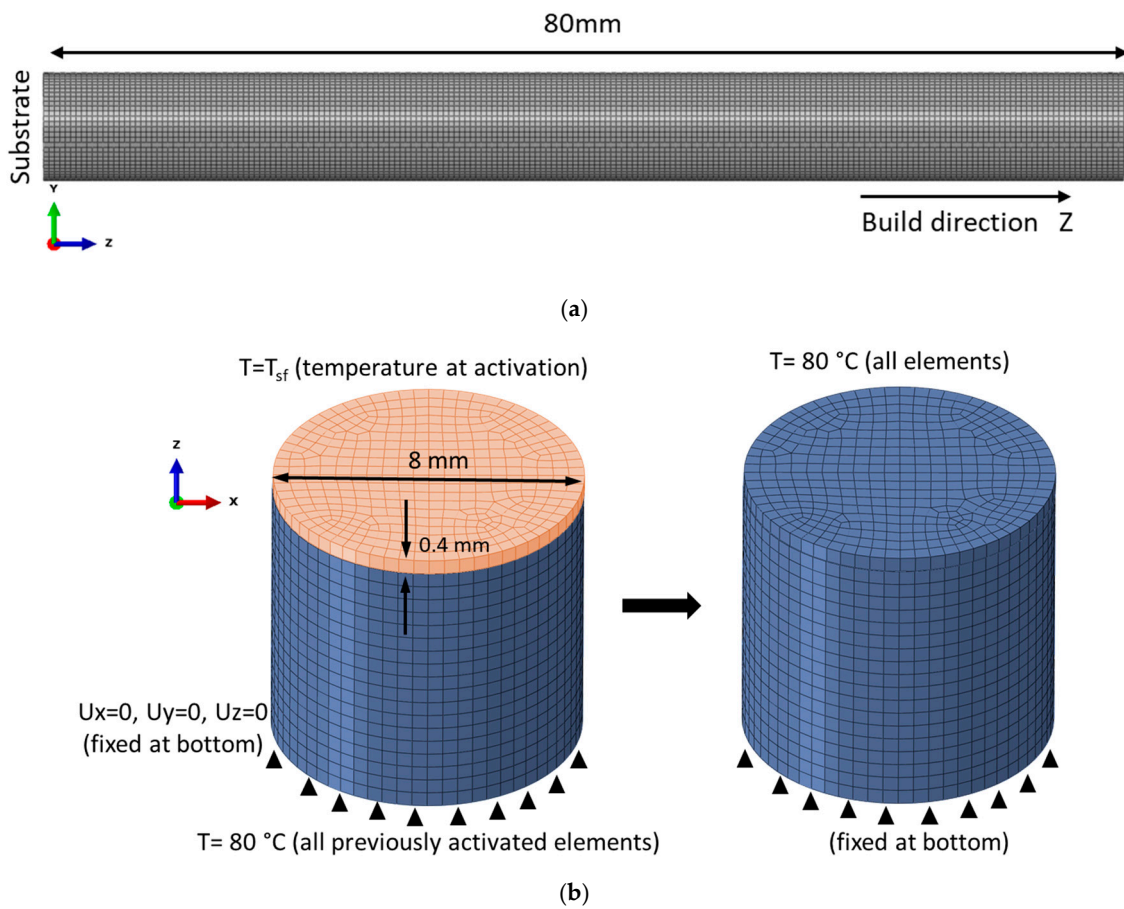 80mm
Substrate
Y
Z
Build direction Z
(a)
T=Tsf (temperature at activation)
T= 80 °C (all elements)
z
x
8 mm
0.4 mm
Ux=0, Uy=0, Uz=0
(fixed at bottom)
T= 80 °C (all previously activated elements)
(fixed at bottom)
(b)